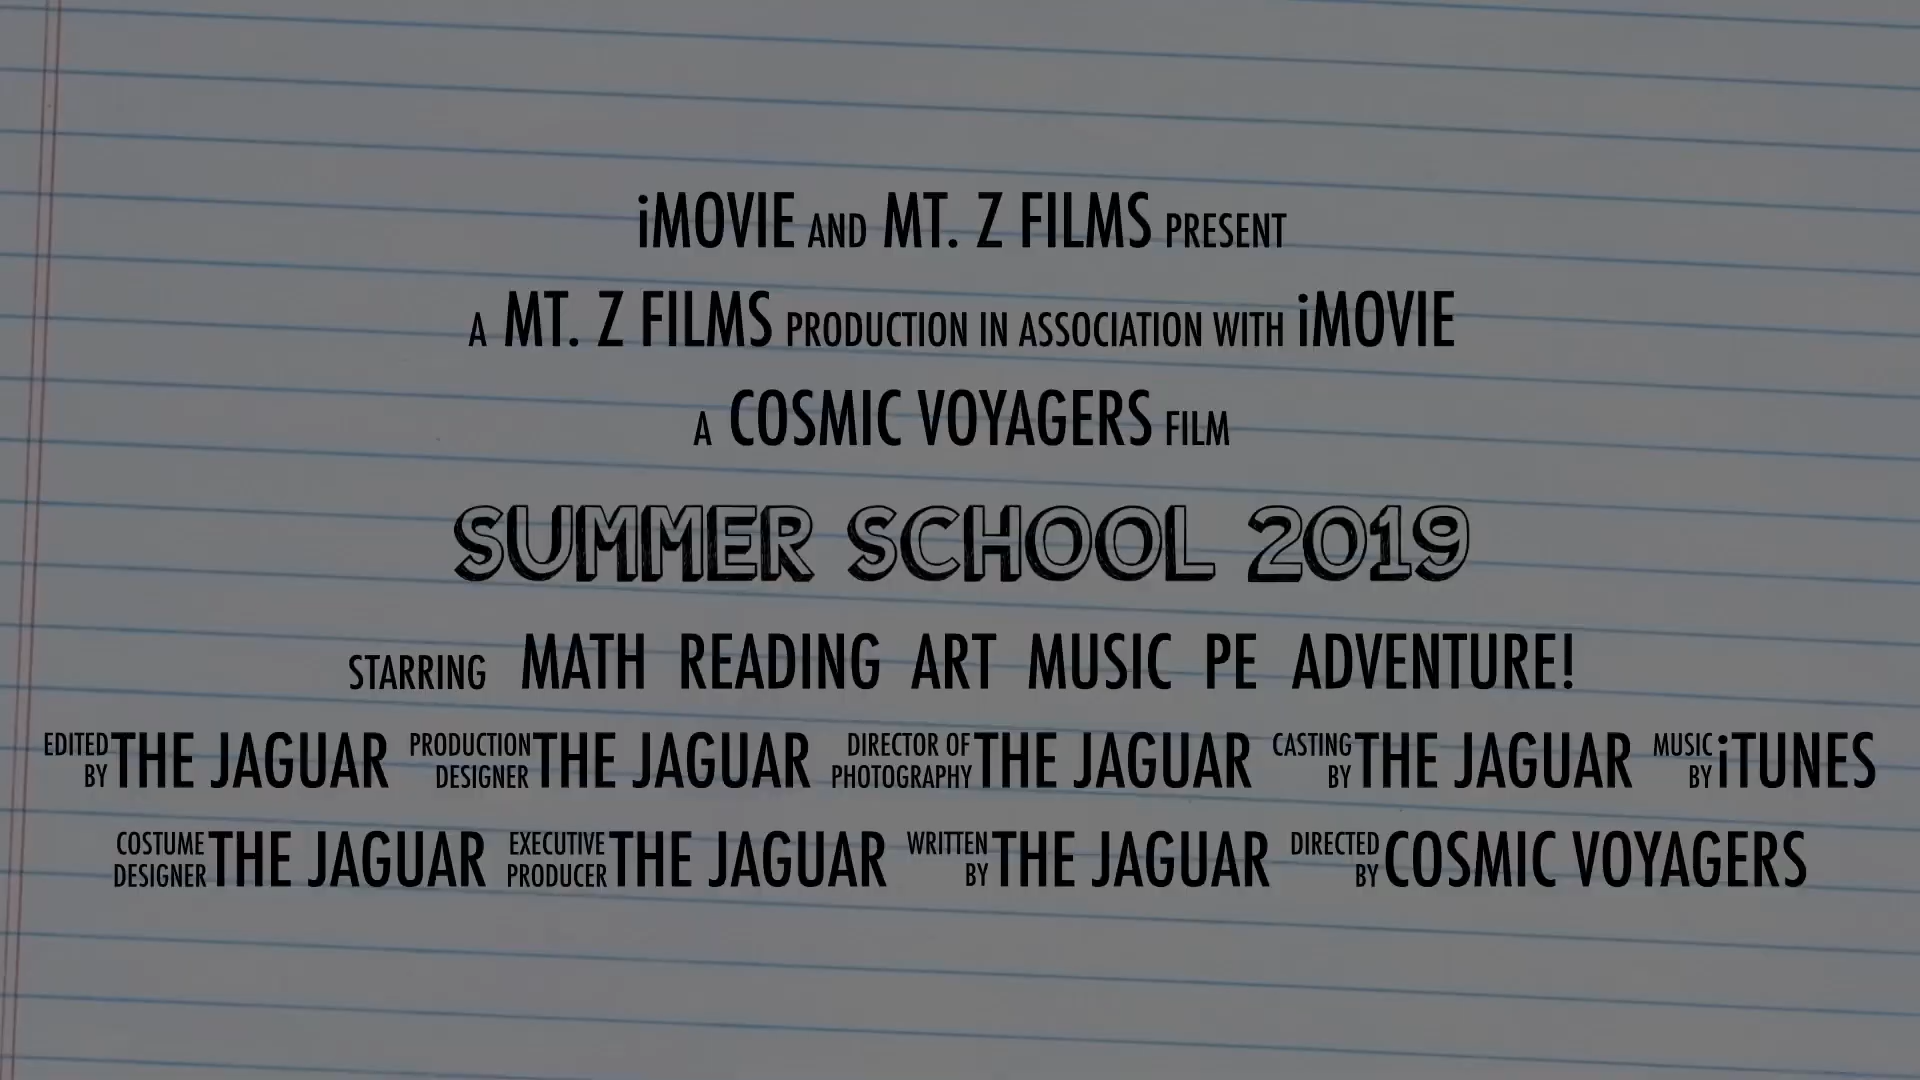 iMOVIE AND MT. Z FILMS PRESENT
A MT. Z FILMS PRODUCTION IN ASSOCIATION WITH iMOVIE
A COSMIC VOYAGERS FILM
SUMMER SCHOOL 2019
STARRING MATH READING ART MUSIC PE ADVENTURE!
EDITED BY THE JAGUAR PRODUCTION DESIGNER THE JAGUAR DIRECTOR OF PHOTOGRAPHY THE JAGUAR CASTING BY THE JAGUAR MUSIC BY iTUNES
COSTUME DESIGNER THE JAGUAR EXECUTIVE PRODUCER THE JAGUAR WRITTEN BY THE JAGUAR DIRECTED BY COSMIC VOYAGERS